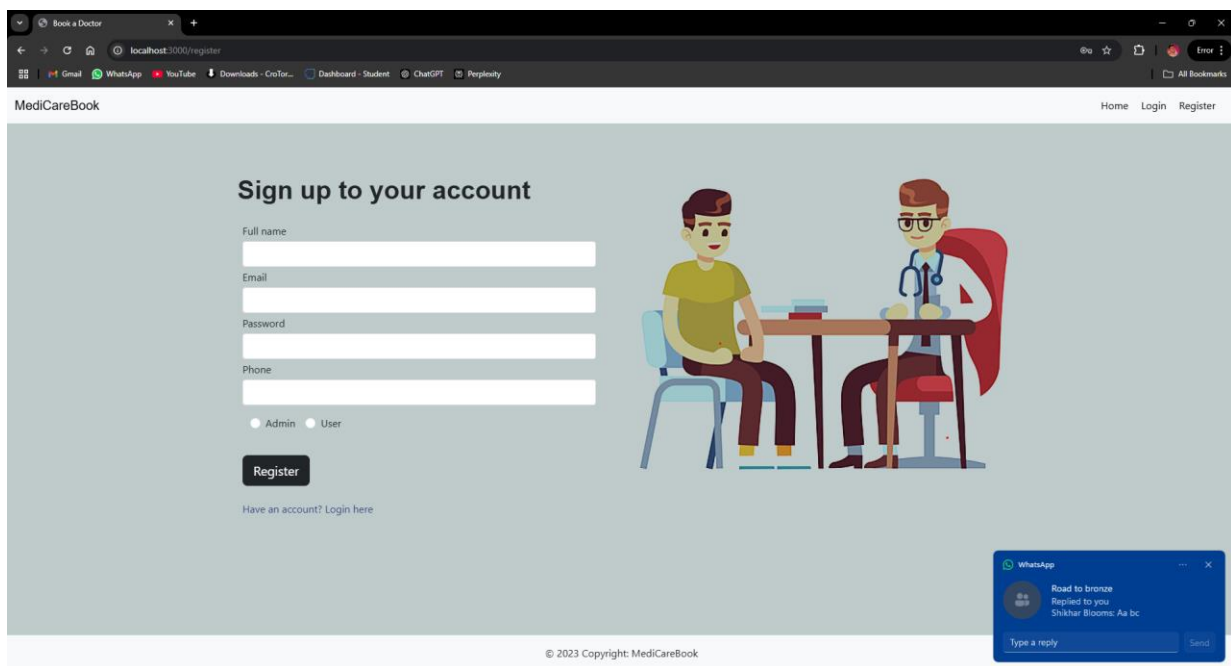 Book a Doctor
localhost:3000/register
Error
Gmail WhatsApp YouTube Downloads - CroTor... Dashboard - Student ChatGPT Perplexity All Bookmarks
MediCareBook
Home Login Register
Sign up to your account
Full name
Email
Password
Phone
Admin User
Register
Have an account? Login here
WhatsApp
Road to bronze
Replied to you
Shikhar Blooms: Aa bc
Type a reply Send
© 2023 Copyright: MediCareBook